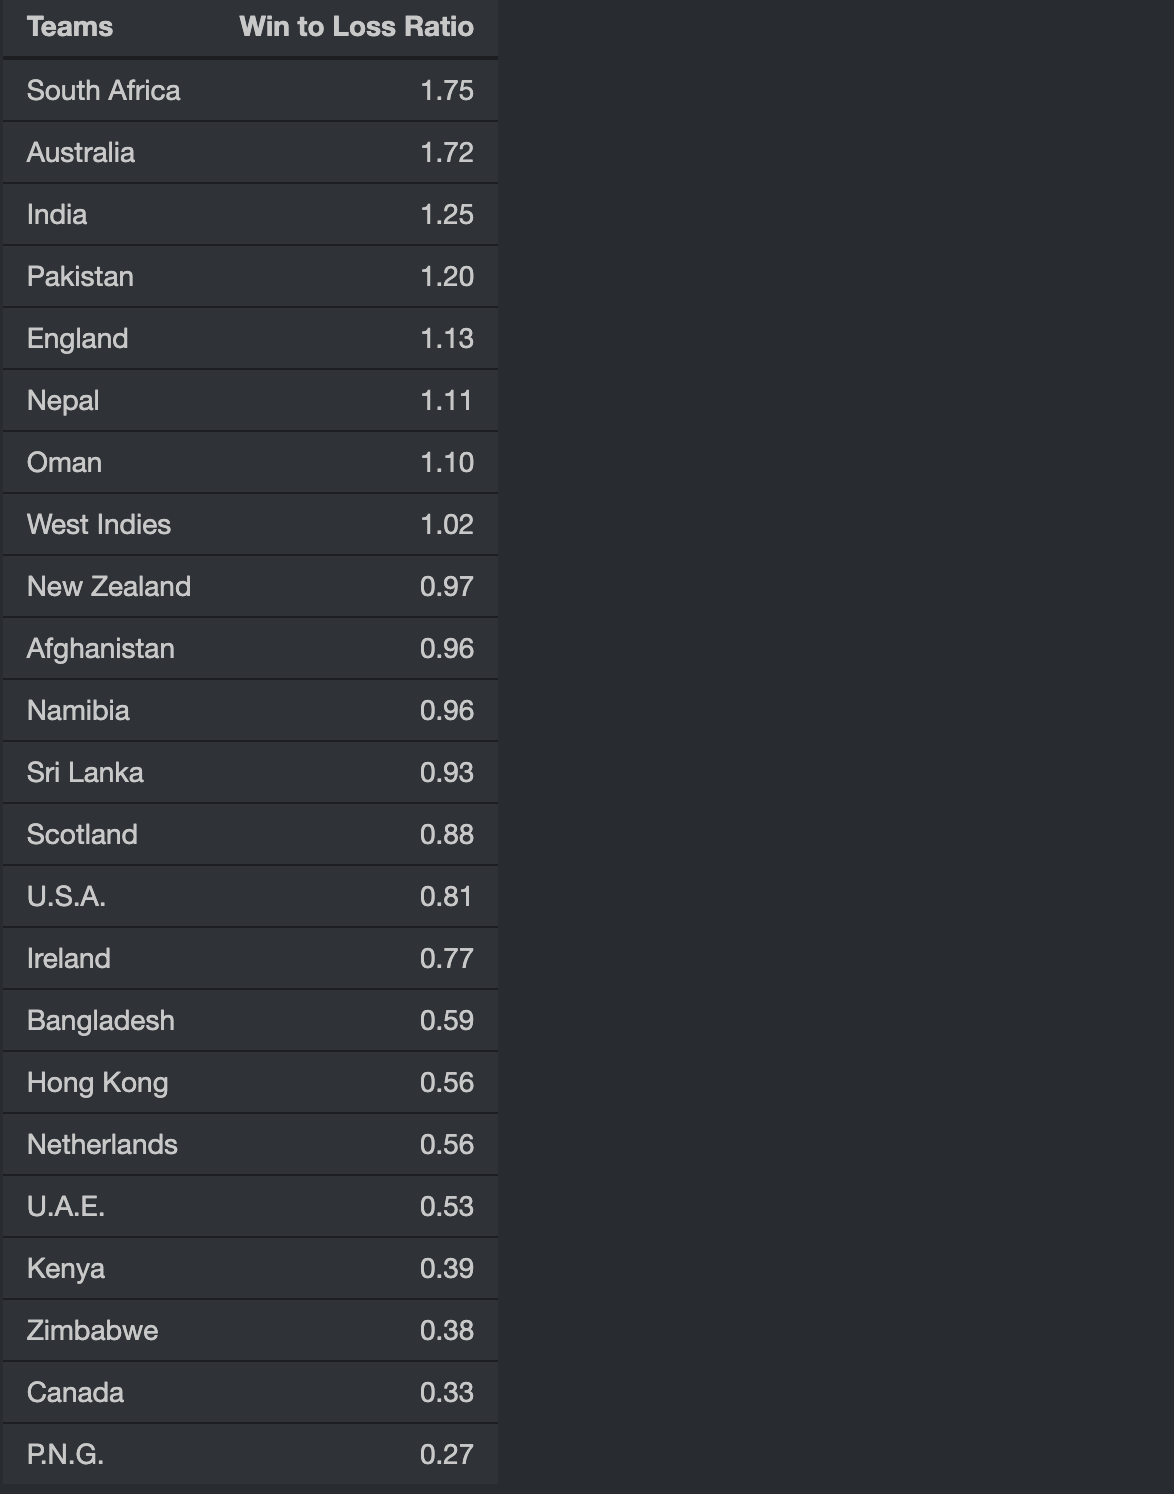 Teams Win to Loss Ratio
South Africa 1.75
Australia 1.72
India 1.25
Pakistan 1.20
England 1.13
Nepal 1.11
Oman 1.10
West Indies 1.02
New Zealand 0.97
Afghanistan 0.96
Namibia 0.96
Sri Lanka 0.93
Scotland 0.88
U.S.A. 0.81
Ireland 0.77
Bangladesh 0.59
Hong Kong 0.56
Netherlands 0.56
U.A.E. 0.53
Kenya 0.39
Zimbabwe 0.38
Canada 0.33
P.N.G. 0.27